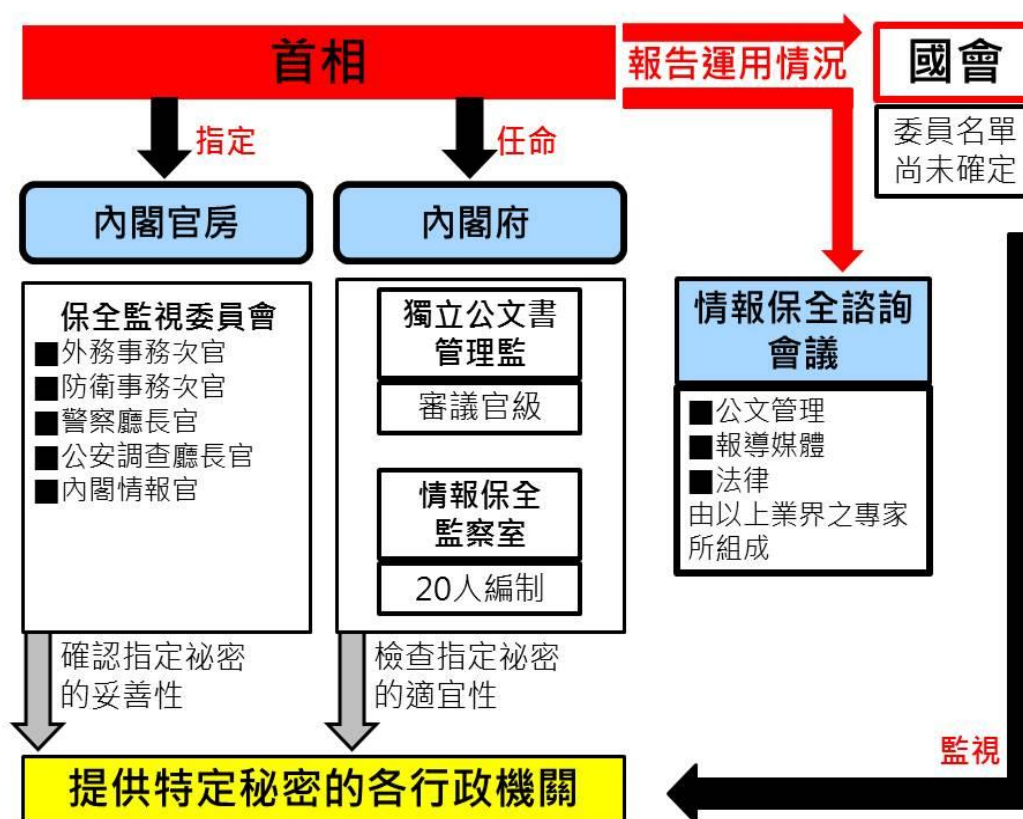 首相
報告運用情況
國會
委員名單
尚未確定
指定
任命
內閣官房
內閣府
保全監視委員會
■外務事務次官
■防衛事務次官
■警察廳長官
■公安調查廳長官
■內閣情報官
獨立公文書
管理監
審議官級
情報保全
監察室
20人編制
情報保全諮詢
會議
■公文管理
■報導媒體
■法律
由以上業界之專家
所組成
確認指定祕密
的妥善性
檢查指定祕密
的適宜性
監視
提供特定秘密的各行政機關